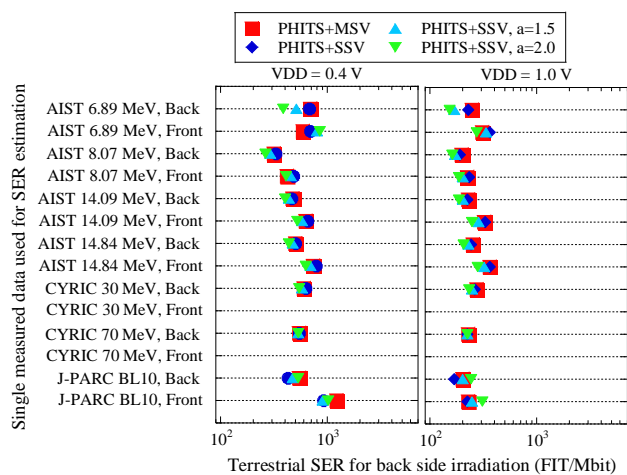 PHITS+MSV
PHITS+SSV, a=1.5
PHITS+SSV
PHITS+SSV, a=2.0
VDD = 0.4 V
VDD = 1.0 V
Single measured data used for SER estimation
AIST 6.89 MeV, Back
AIST 6.89 MeV, Front
AIST 8.07 MeV, Back
AIST 8.07 MeV, Front
AIST 14.09 MeV, Back
AIST 14.09 MeV, Front
AIST 14.84 MeV, Back
AIST 14.84 MeV, Front
CYRIC 30 MeV, Back
CYRIC 30 MeV, Front
CYRIC 70 MeV, Back
CYRIC 70 MeV, Front
J-PARC BL10, Back
J-PARC BL10, Front
10² 10³ 10² 10³
Terrestrial SER for back side irradiation (FIT/Mbit)